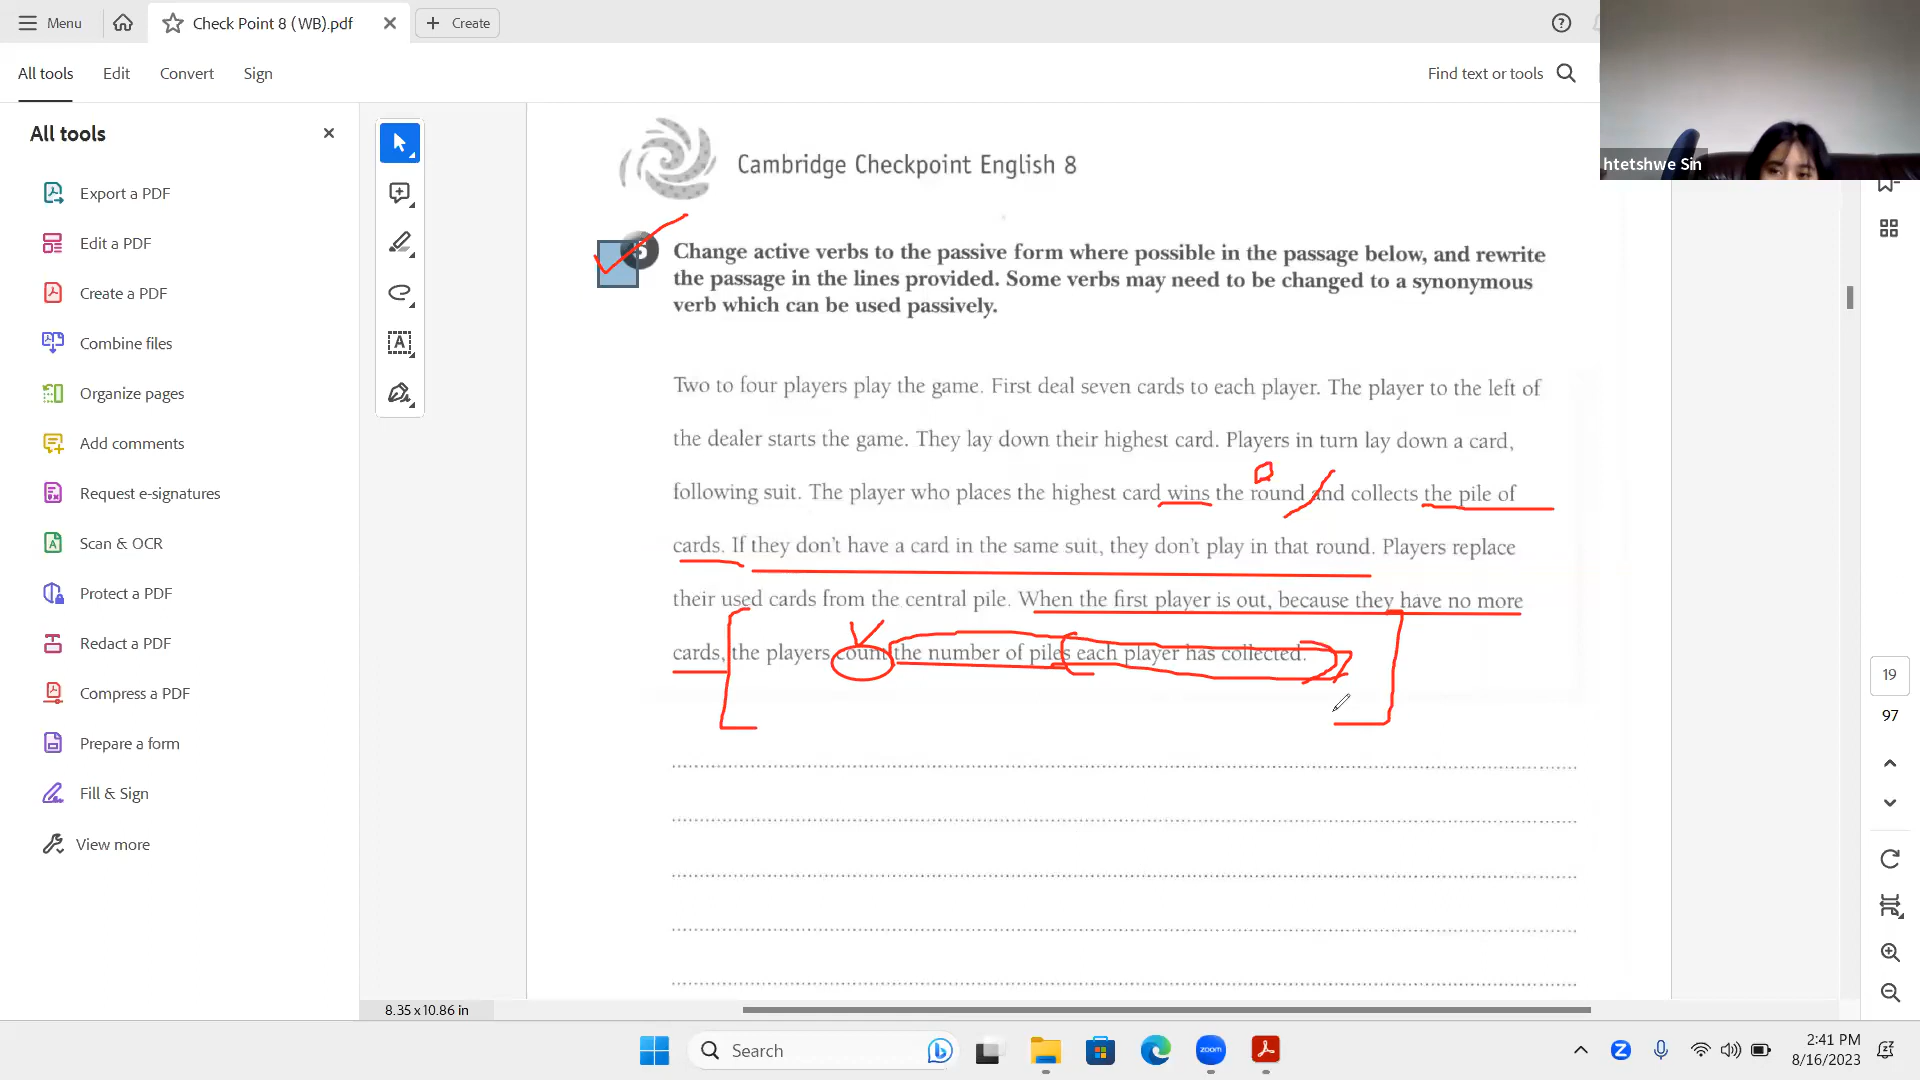 Menu
Check Point 8 (WB).pdf
Create
All tools
Edit
Convert
Sign
Find text or tools
htetshwe Sin
All tools
Export a PDF
Edit a PDF
Create a PDF
Combine files
Organize pages
Add comments
Request e-signatures
Scan & OCR
Protect a PDF
Redact a PDF
Compress a PDF
Prepare a form
Fill & Sign
View more
Cambridge Checkpoint English 8
Change active verbs to the passive form where possible in the passage below, and rewrite
the passage in the lines provided. Some verbs may need to be changed to a synonymous
verb which can be used passively.
Two to four players play the game. First deal seven cards to each player. The player to the left of
the dealer starts the game. They lay down their highest card. Players in turn lay down a card,
following suit. The player who places the highest card wins the round and collects the pile of
cards. If they don't have a card in the same suit, they don't play in that round. Players replace
their used cards from the central pile. When the first player is out, because they have no more
cards, the players count the number of piles each player has collected.
19
97
8.35 x 10.86 in
Search
zoom
2:41 PM
8/16/2023